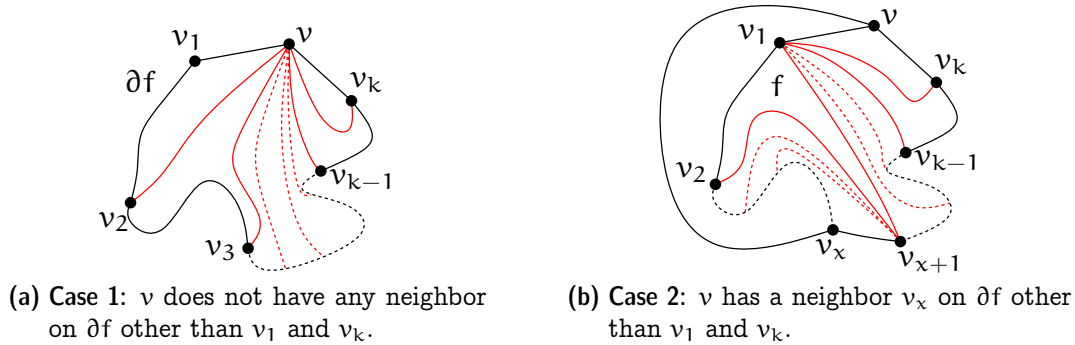 v
v₁
∂f
vₖ
vₖ₋₁
v₂
v₃
v
v₁
f
vₖ
vₖ₋₁
v₂
vₓ
vₓ₊₁
(a) Case 1: v does not have any neighbor
on ∂f other than v₁ and vₖ.
(b) Case 2: v has a neighbor vₓ on ∂f other
than v₁ and vₖ.